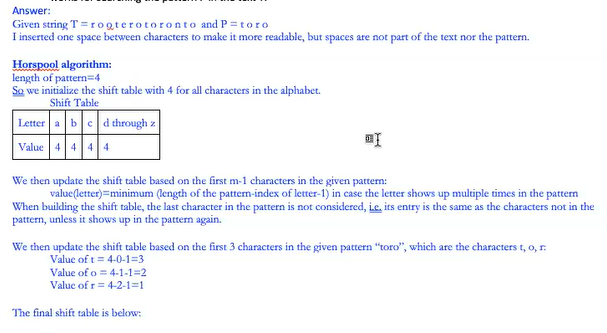 Answer:
Given string T = r o g t e r o t o r o n t o and P = t o r o
I inserted one space between characters to make it more readable, but spaces are not part of the text nor the pattern.
Horspool algorithm:
length of pattern=4
So we initialize the shift table with 4 for all characters in the alphabet.
Shift Table
Letter a b c d through z
Value 4 4 4 4
We then update the shift table based on the first m-1 characters in the given pattern:
value(letter)=minimum (length of the pattern-index of letter-1) in case the letter shows up multiple times in the pattern
When building the shift table, the last character in the pattern is not considered, i.e. its entry is the same as the characters not in the
pattern, unless it shows up in the pattern again.
We then update the shift table based on the first 3 characters in the given pattern “toro”, which are the characters t, o, r:
Value of t = 4-0-1=3
Value of o = 4-1-1=2
Value of r = 4-2-1=1
The final shift table is below: